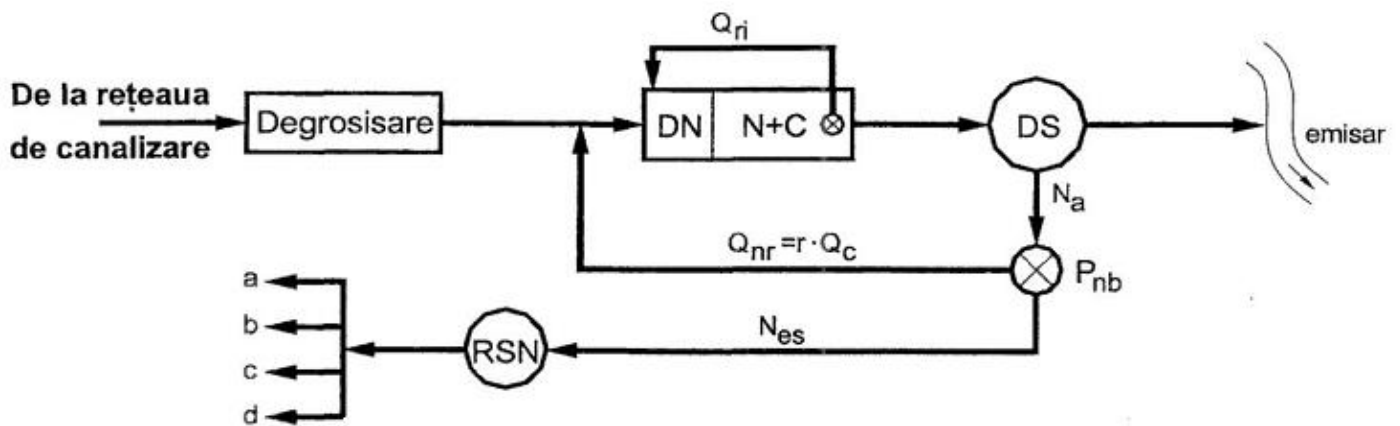 Q_ri
De la rețeaua
de canalizare
Degrosisare
DN
N+C
DS
emisar
N_a
Q_nr = r · Q_c
P_nb
a
b
c
d
RSN
N_es